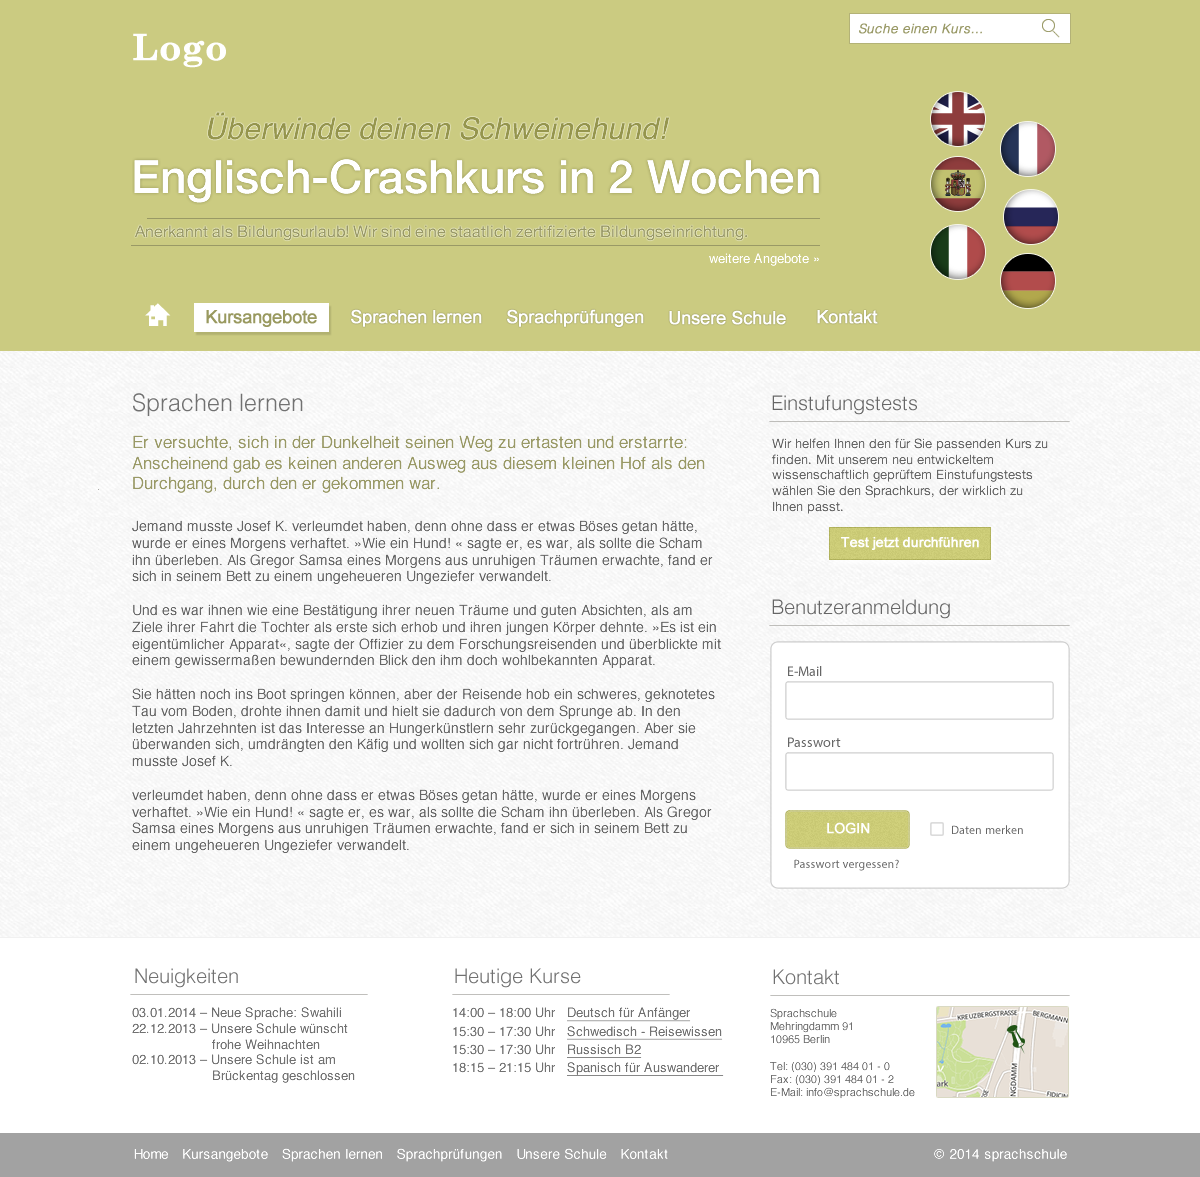 Logo
Suche einen Kurs...
Überwinde deinen Schweinehund!
Englisch-Crashkurs in 2 Wochen
Anerkannt als Bildungsurlaub! Wir sind eine staatlich zertifizierte Bildungseinrichtung.
weitere Angebote »
Kursangebote Sprachen lernen Sprachprüfungen Unsere Schule Kontakt
Sprachen lernen
Er versuchte, sich in der Dunkelheit seinen Weg zu ertasten und erstarrte:
Anscheinend gab es keinen anderen Ausweg aus diesem kleinen Hof als den
Durchgang, durch den er gekommen war.
Jemand musste Josef K. verleumdet haben, denn ohne dass er etwas Böses getan hätte,
wurde er eines Morgens verhaftet. »Wie ein Hund! « sagte er, es war, als sollte die Scham
ihn überleben. Als Gregor Samsa eines Morgens aus unruhigen Träumen erwachte, fand er
sich in seinem Bett zu einem ungeheueren Ungeziefer verwandelt.
Und es war ihnen wie eine Bestätigung ihrer neuen Träume und guten Absichten, als am
Ziele ihrer Fahrt die Tochter als erste sich erhob und ihren jungen Körper dehnte. »Es ist ein
eigentümlicher Apparat«, sagte der Offizier zu dem Forschungsreisenden und überblickte mit
einem gewissermaßen bewundernden Blick den ihm doch wohlbekannten Apparat.
Sie hätten noch ins Boot springen können, aber der Reisende hob ein schweres, geknotetes
Tau vom Boden, drohte ihnen damit und hielt sie dadurch von dem Sprunge ab. In den
letzten Jahrzehnten ist das Interesse an Hungerkünstlern sehr zurückgegangen. Aber sie
überwanden sich, umdrängten den Käfig und wollten sich gar nicht fortrühren. Jemand
musste Josef K.
verleumdet haben, denn ohne dass er etwas Böses getan hätte, wurde er eines Morgens
verhaftet. »Wie ein Hund! « sagte er, es war, als sollte die Scham ihn überleben. Als Gregor
Samsa eines Morgens aus unruhigen Träumen erwachte, fand er sich in seinem Bett zu
einem ungeheueren Ungeziefer verwandelt.
Einstufungstests
Wir helfen Ihnen den für Sie passenden Kurs zu
finden. Mit unserem neu entwickeltem
wissenschaftlich geprüftem Einstufungstests
wählen Sie den Sprachkurs, der wirklich zu
Ihnen passt.
Test jetzt durchführen
Benutzeranmeldung
E-Mail
Passwort
LOGIN
Daten merken
Passwort vergessen?
Neuigkeiten
03.01.2014 – Neue Sprache: Swahili
22.12.2013 – Unsere Schule wünscht
frohe Weihnachten
02.10.2013 – Unsere Schule ist am
Brückentag geschlossen
Heutige Kurse
14:00 – 18:00 Uhr Deutsch für Anfänger
15:30 – 17:30 Uhr Schwedisch - Reisewissen
15:30 – 17:30 Uhr Russisch B2
18:15 – 21:15 Uhr Spanisch für Auswanderer
Kontakt
Sprachschule
Mehringdamm 91
10965 Berlin
Tel: (030) 391 484 01 - 0
Fax: (030) 391 484 01 - 2
E-Mail: info@sprachschule.de
KREUZBERGSTRASSE
BERGMANN
NGDAMM
ark
FIDICIN
Home Kursangebote Sprachen lernen Sprachprüfungen Unsere Schule Kontakt
© 2014 sprachschule